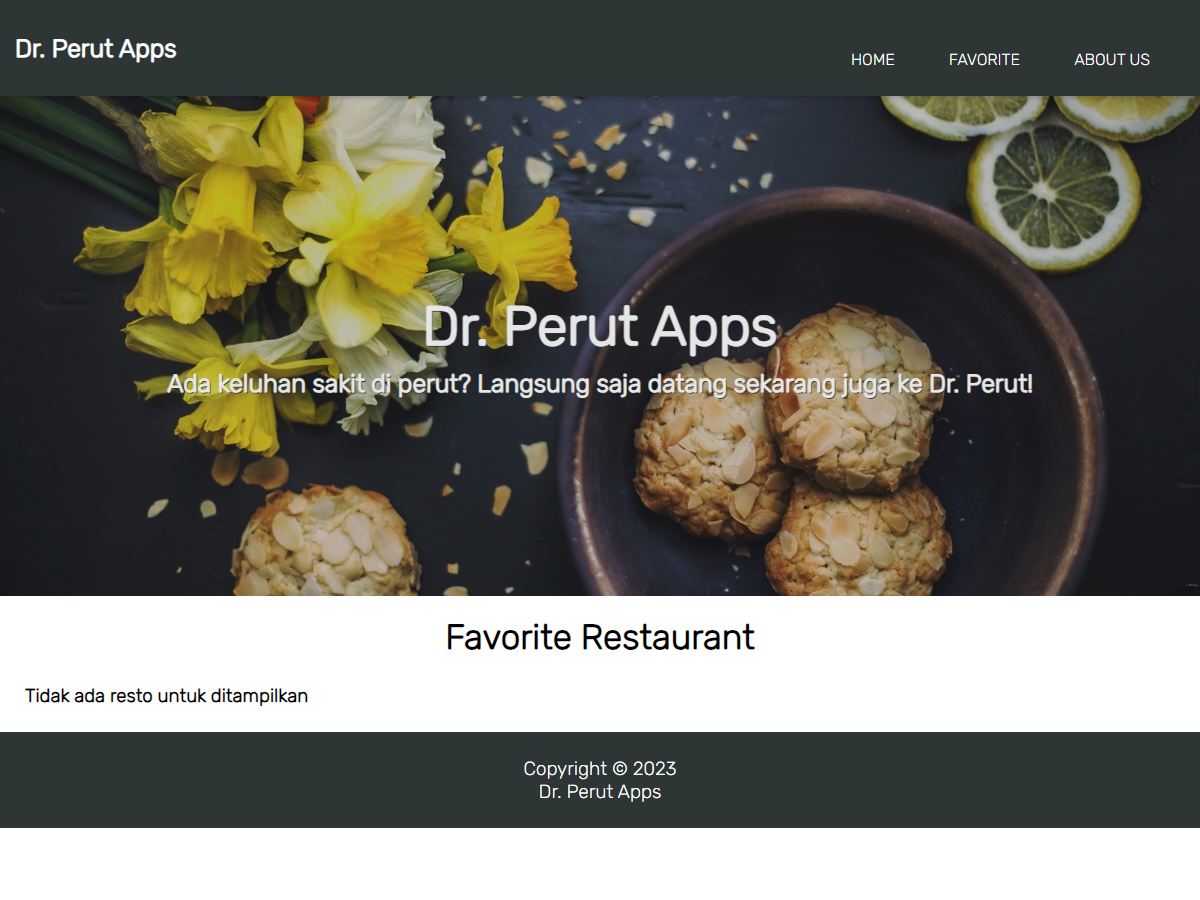 Dr. Perut Apps
HOME FAVORITE ABOUT US
Dr. Perut Apps
Ada keluhan sakit di perut? Langsung saja datang sekarang juga ke Dr. Perut!
Favorite Restaurant
Tidak ada resto untuk ditampilkan
Copyright © 2023
Dr. Perut Apps